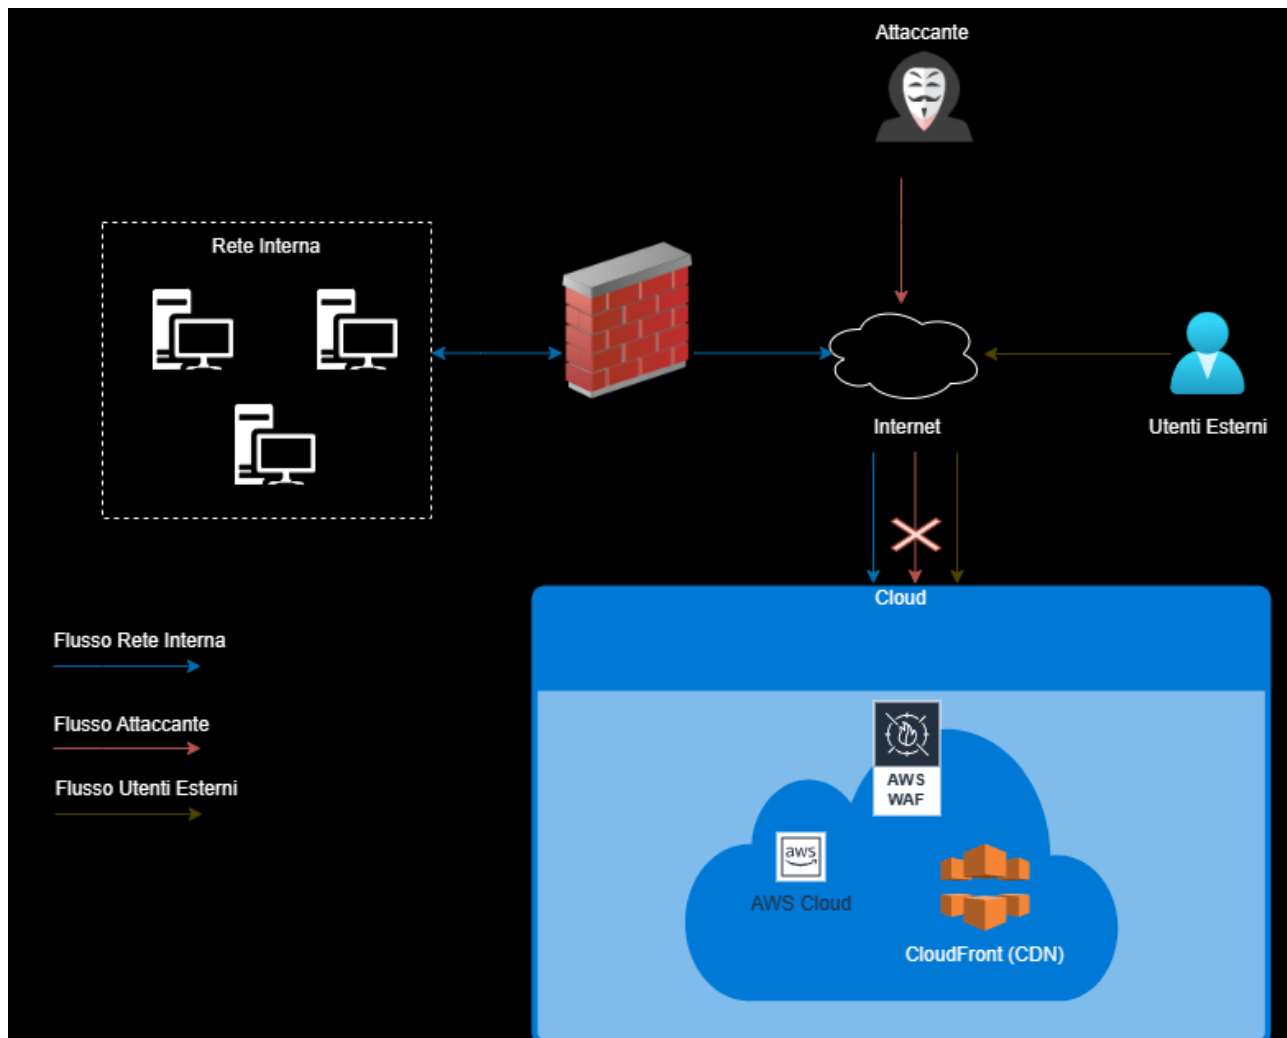 Attaccante
Rete Interna
Internet
Utenti Esterni
Cloud
Flusso Rete Interna
Flusso Attaccante
Flusso Utenti Esterni
AWS
WAF
aws
AWS Cloud
CloudFront (CDN)